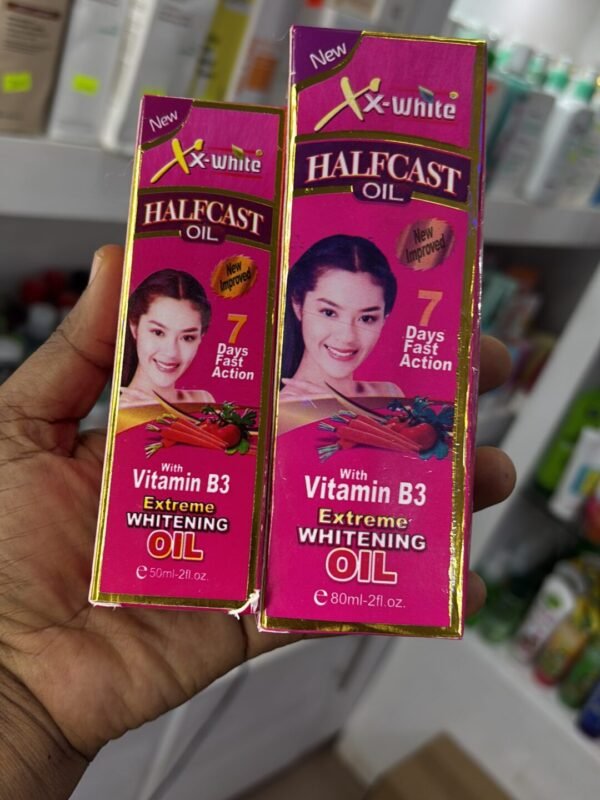 New
X-White
HALFCAST
OIL
New
Improved
7
Days
Fast
Action
With
Vitamin B3
Extreme
WHITENING
OIL
e 50ml-2fl.oz.
New
X-White
HALFCAST
OIL
New
Improved
7
Days
Fast
Action
With
Vitamin B3
Extreme
WHITENING
OIL
e 80ml-2fl.oz.